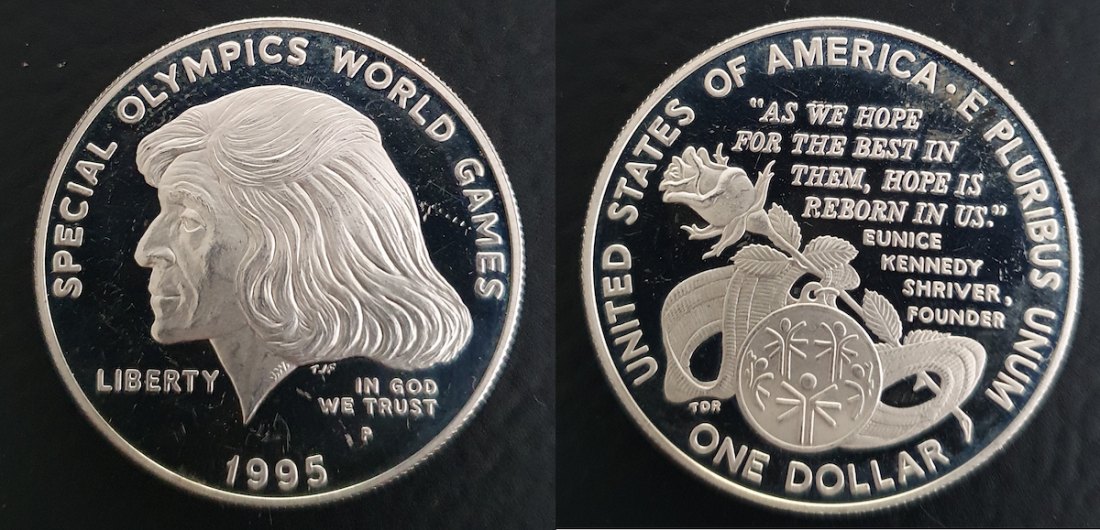 SPECIAL OLYMPICS WORLD GAMES
LIBERTY
TJF
IN GOD
WE TRUST
P
1995
UNITED STATES OF AMERICA · E PLURIBUS UNUM
"AS WE HOPE
FOR THE BEST IN
THEM, HOPE IS
REBORN IN US."
EUNICE
KENNEDY
SHRIVER,
FOUNDER
TDR
ONE DOLLAR